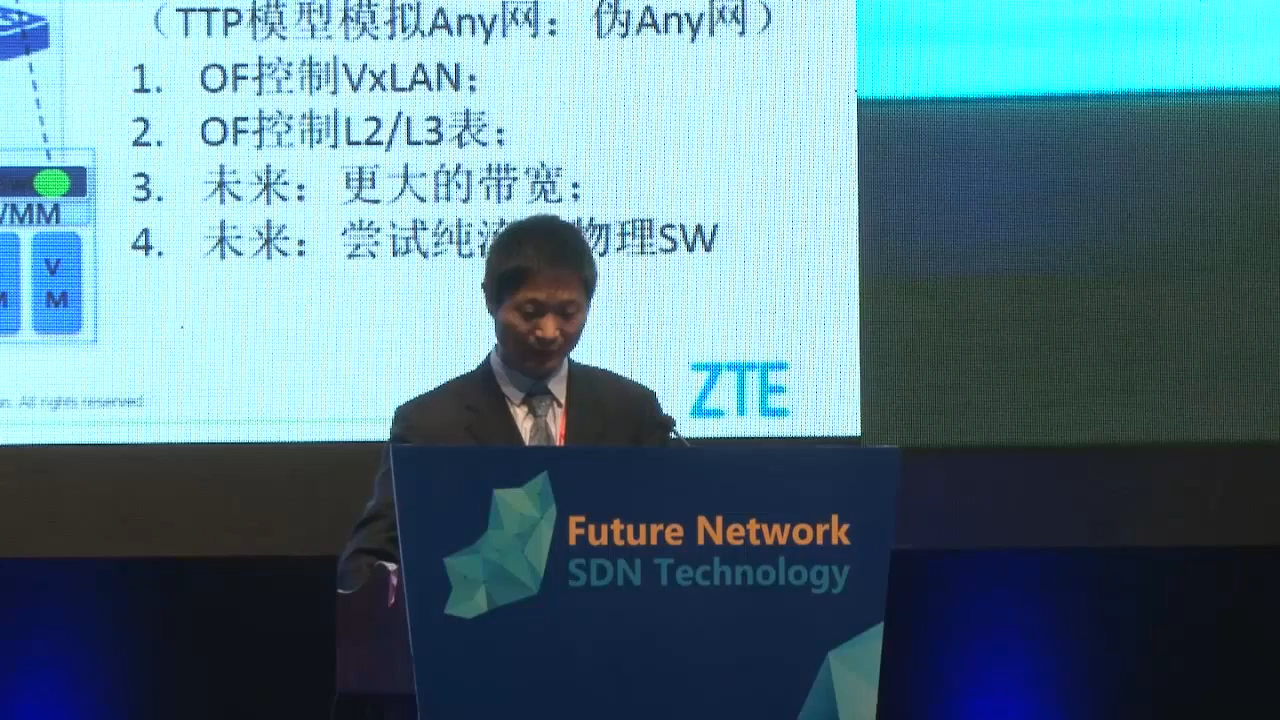 （TTP模型模拟Any网：伪Any网）
1. OF控制VxLAN；
2. OF控制L2/L3表；
3. 未来：更大的带宽；
4. 未来：尝试纯 物理SW
VMM
V
M
M
All rights reserved
ZTE
Future Network
SDN Technology